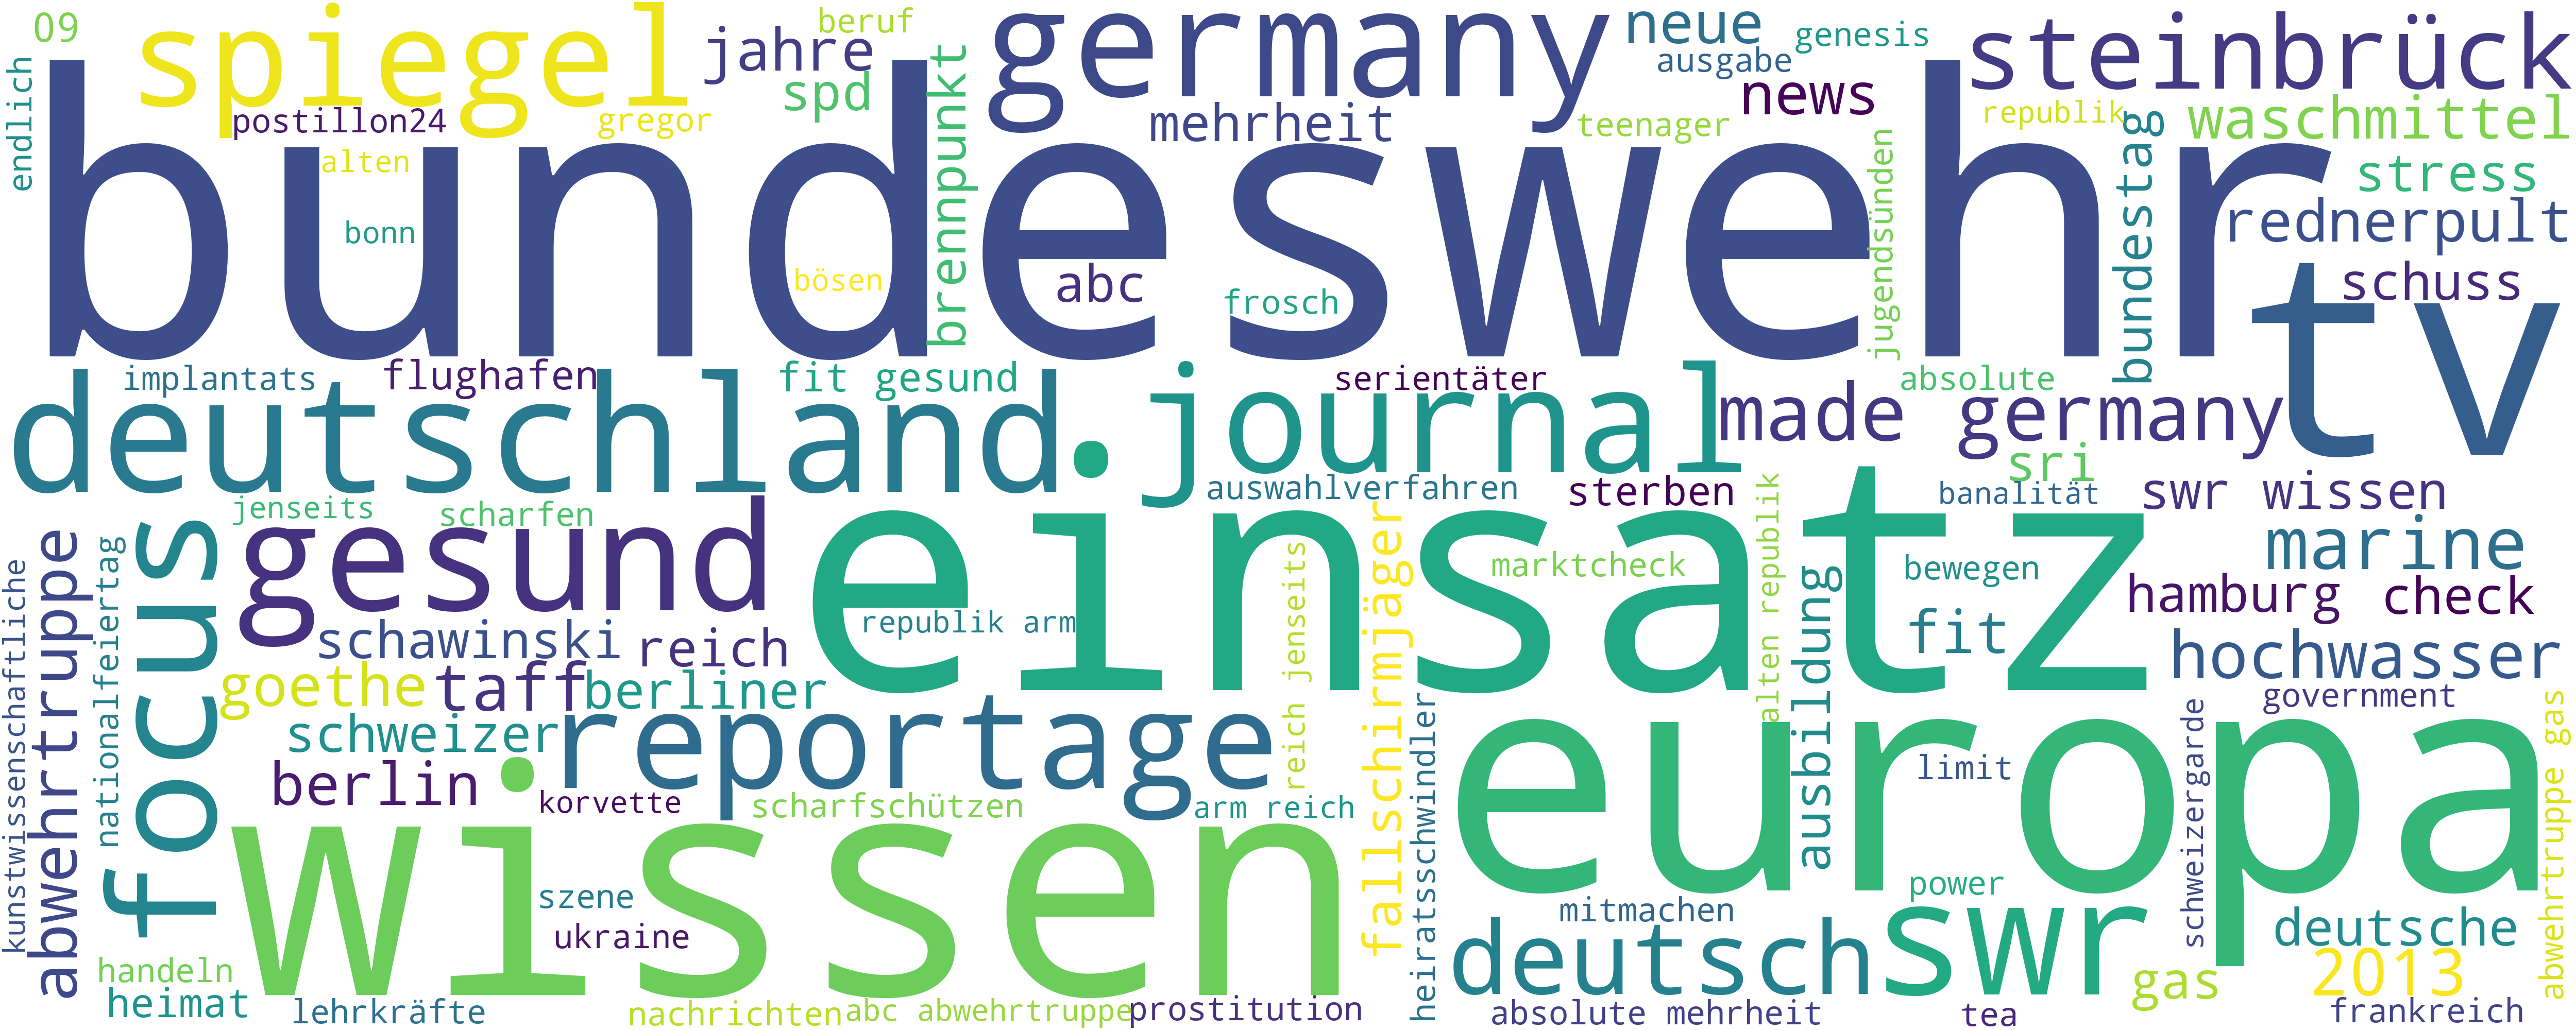 09
spiegel
jahre
beruf
germany
neue
ausgabe
genesis
steinbrück
endlich
postillon24
gregor
spd
brennpunkt
mehrheit
teenager
news
republik
waschmittel
bundeswehr
alten
bonn
bösen
abc
frosch
jugendsünden
bundestag
stress
rednerpult
schuss
tv
implantats
flughafen
fit gesund
serientäter
absolute
deutschland
journal
made germany
sri
jenseits
scharfen
auswahlverfahren
sterben
banalität
swr wissen
kunstwissenschaftliche
abwehrtruppe
nationalfeiertag
focus
gesund
einsatz
fallschirmjäger
reich jenseits
marktcheck
alten republik
bewegen
marine
hamburg
check
schawinski
reich
republik arm
fit
hochwasser
goethe
taff
berliner
ausbildung
government
schweizer
reportage
heiratsschwindler
schweizergarde
abwehrtruppe gas
berlin
korvette
scharfschützen
arm reich
europa
limit
wissen
szene
ukraine
power
mitmachen
deutsch
swr
deutsche
handeln
gas
2013
heimat
lehrkräfte
nachrichten
abc abwehrtruppe
prostitution
absolute mehrheit
tea
frankreich